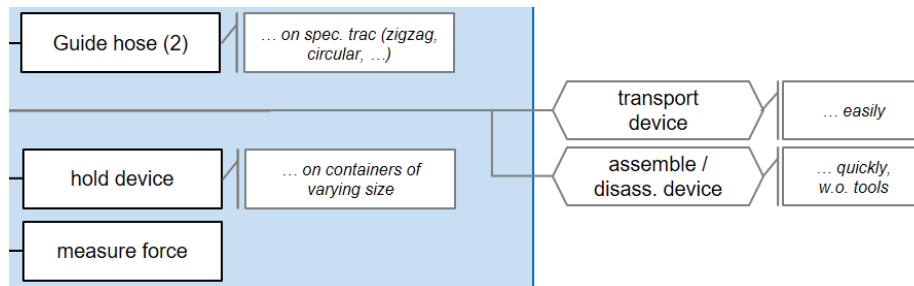 Guide hose (2)
… on spec. trac (zigzag,
circular, …)
transport
device
… easily
hold device
… on containers of
varying size
assemble /
disass. device
… quickly,
w.o. tools
measure force